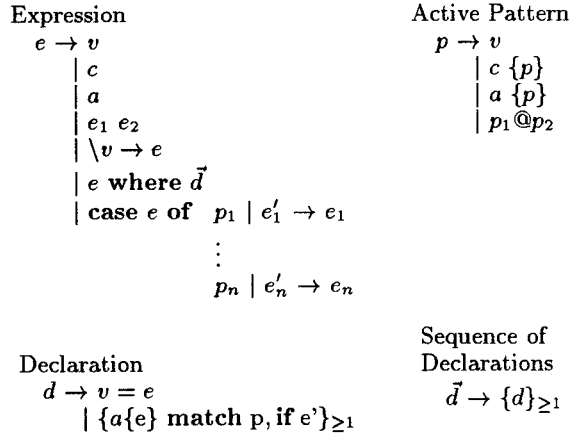 Expression
e → v
| c
| a
| e₁ e₂
| \v → e
| e where d⃗
| case e of p₁ | e′₁ → e₁
⋮
pₙ | e′ₙ → eₙ
Active Pattern
p → v
| c {p}
| a {p}
| p₁@p₂
Declaration
d → v = e
| {a{e} match p, if e'}≥₁
Sequence of
Declarations
d⃗ → {d}≥₁